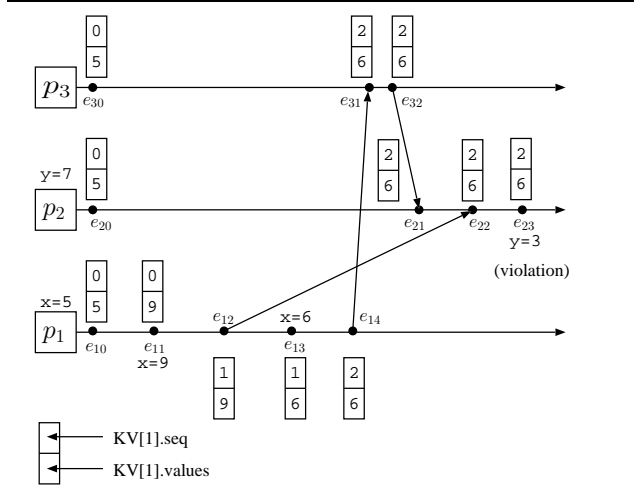 0 2 2
5 6 6
p3
e30 e31 e32
0 2 2 2
y=7
5 6 6 6
p2
e20 e21 e22 e23
y=3
(violation)
0 0
x=5 e12 x=6 e14
5 9
p1
e10 e11 e13
x=9
1 1 2
9 6 6
KV[1].seq
KV[1].values